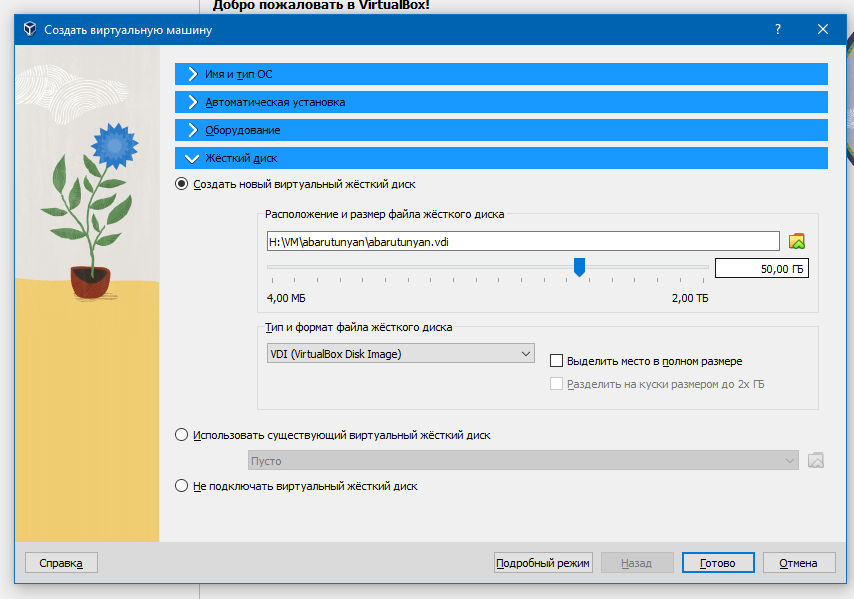 Добро пожаловать в VirtualBox!
Создать виртуальную машину
?
Имя и тип ОС
Автоматическая установка
Оборудование
Жёсткий диск
Создать новый виртуальный жёсткий диск
Расположение и размер файла жёсткого диска
H:\VM\abarutunyan\abarutunyan.vdi
50,00 ГБ
4,00 МБ 2,00 ТБ
Тип и формат файла жёсткого диска
VDI (VirtualBox Disk Image)
Выделить место в полном размере
Разделить на куски размером до 2х ГБ
Использовать существующий виртуальный жёсткий диск
Пусто
Не подключать виртуальный жёсткий диск
Справка Подробный режим Назад Готово Отмена